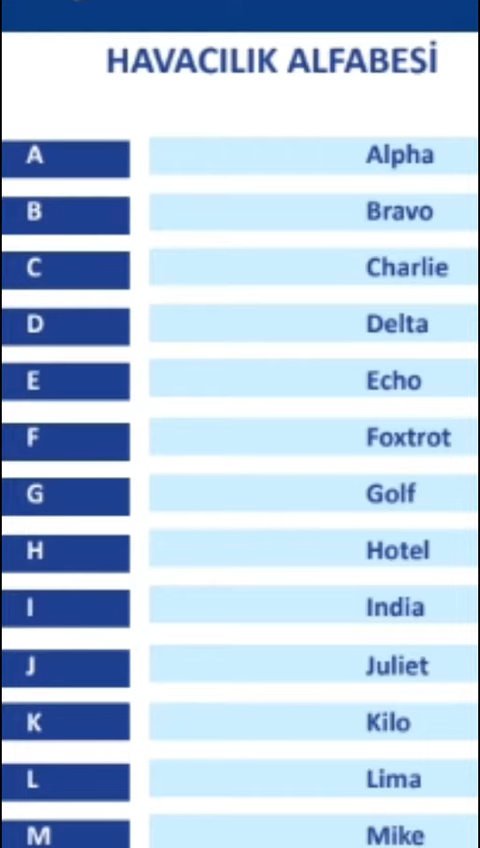 HAVACILIK ALFABESİ
A Alpha
B Bravo
C Charlie
D Delta
E Echo
F Foxtrot
G Golf
H Hotel
I India
J Juliet
K Kilo
L Lima
M Mike